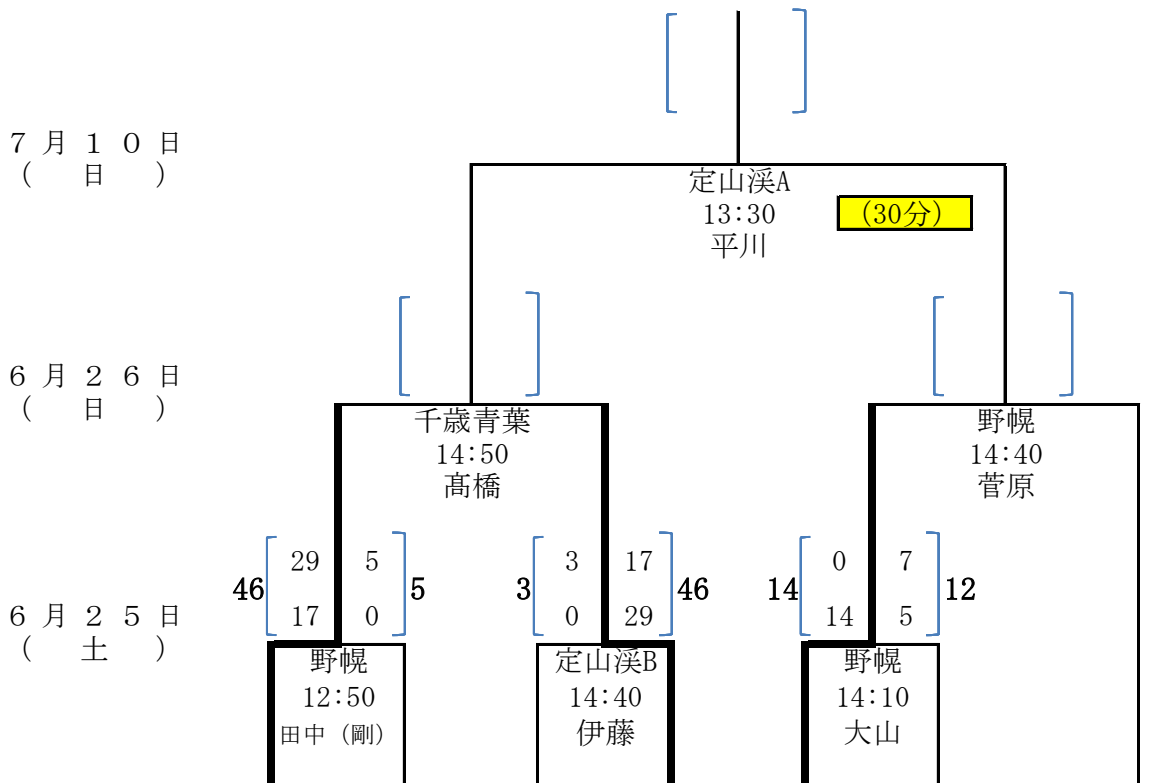 ７月１０日
(　日　)
定山渓A
13:30
(30分)
平川
６月２６日
(　日　)
千歳青葉
14:50
髙橋
野幌
14:40
菅原
６月２５日
(　土　)
46
29 5
17 0
5
3
3 17
0 29
46
14
0 7
14 5
12
野幌
12:50
田中（剛）
定山渓B
14:40
伊藤
野幌
14:10
大山